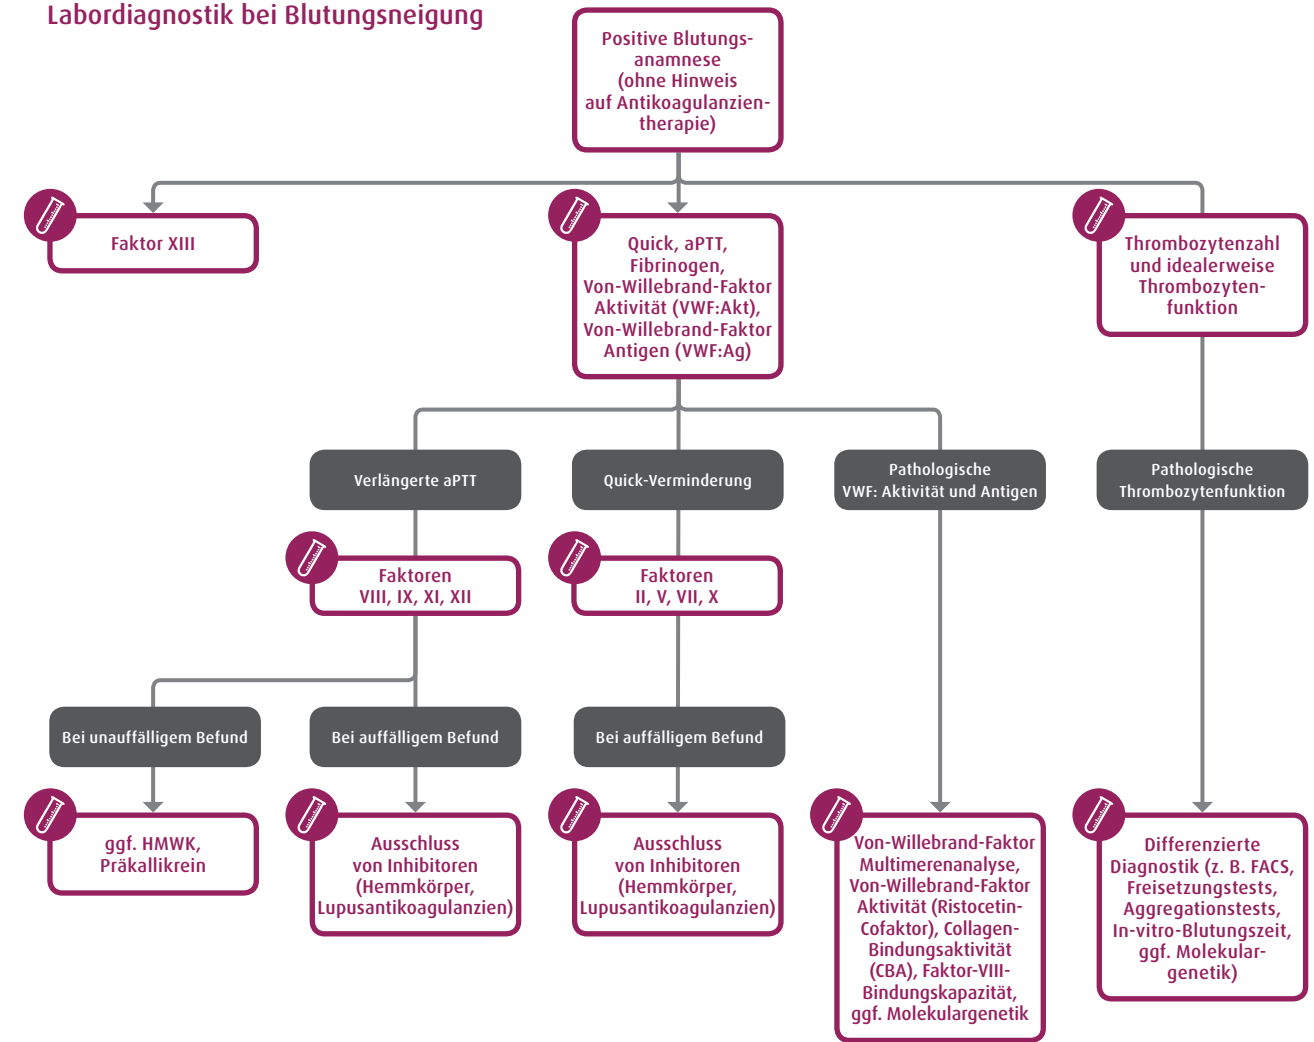 Labordiagnostik bei Blutungsneigung
Positive Blutungs-
anamnese
(ohne Hinweis
auf Antikoagulanzien-
therapie)
Faktor XIII
Quick, aPTT,
Fibrinogen,
Von-Willebrand-Faktor
Aktivität (VWF:Akt),
Von-Willebrand-Faktor
Antigen (VWF:Ag)
Thrombozytenzahl
und idealerweise
Thrombozyten-
funktion
Verlängerte aPTT
Quick-Verminderung
Pathologische
VWF: Aktivität und Antigen
Pathologische
Thrombozytenfunktion
Faktoren
VIII, IX, XI, XII
Faktoren
II, V, VII, X
Bei unauffälligem Befund
Bei auffälligem Befund
Bei auffälligem Befund
ggf. HMWK,
Präkallikrein
Ausschluss
von Inhibitoren
(Hemmkörper,
Lupusantikoagulanzien)
Ausschluss
von Inhibitoren
(Hemmkörper,
Lupusantikoagulanzien)
Von-Willebrand-Faktor
Multimerenanalyse,
Von-Willebrand-Faktor
Aktivität (Ristocetin-
Cofaktor), Collagen-
Bindungsaktivität
(CBA), Faktor-VIII-
Bindungskapazität,
ggf. Molekulargenetik
Differenzierte
Diagnostik (z. B. FACS,
Freisetzungstests,
Aggregationstests,
In-vitro-Blutungszeit,
ggf. Molekular-
genetik)